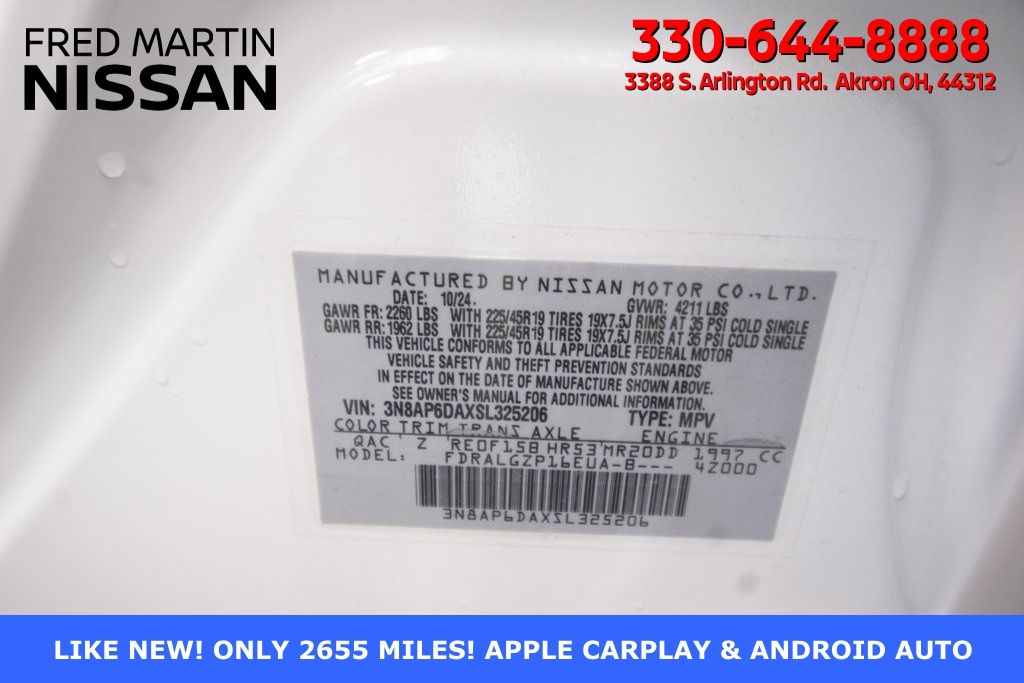 FRED MARTIN
NISSAN
330-644-8888
3388 S. Arlington Rd. Akron OH, 44312
MANUFACTURED BY NISSAN MOTOR CO., LTD.
DATE: 10/24. GVWR: 4211 LBS
GAWR FR: 2260 LBS WITH 225/45R19 TIRES 19X7.5J RIMS AT 35 PSI COLD SINGLE
GAWR RR: 1962 LBS WITH 225/45R19 TIRES 19X7.5J RIMS AT 35 PSI COLD SINGLE
THIS VEHICLE CONFORMS TO ALL APPLICABLE FEDERAL MOTOR
VEHICLE SAFETY AND THEFT PREVENTION STANDARDS
IN EFFECT ON THE DATE OF MANUFACTURE SHOWN ABOVE.
SEE OWNER'S MANUAL FOR ADDITIONAL INFORMATION.
VIN: 3N8AP6DAXSL325206 TYPE: MPV
COLOR TRIM TRANS AXLE ENGINE
QAC Z RE0F15B HR53 MR20DD 1997 CC
MODEL: FDRALGZP16EUA-B--- 4Z000
3N8AP6DAXSL325206
LIKE NEW! ONLY 2655 MILES! APPLE CARPLAY & ANDROID AUTO